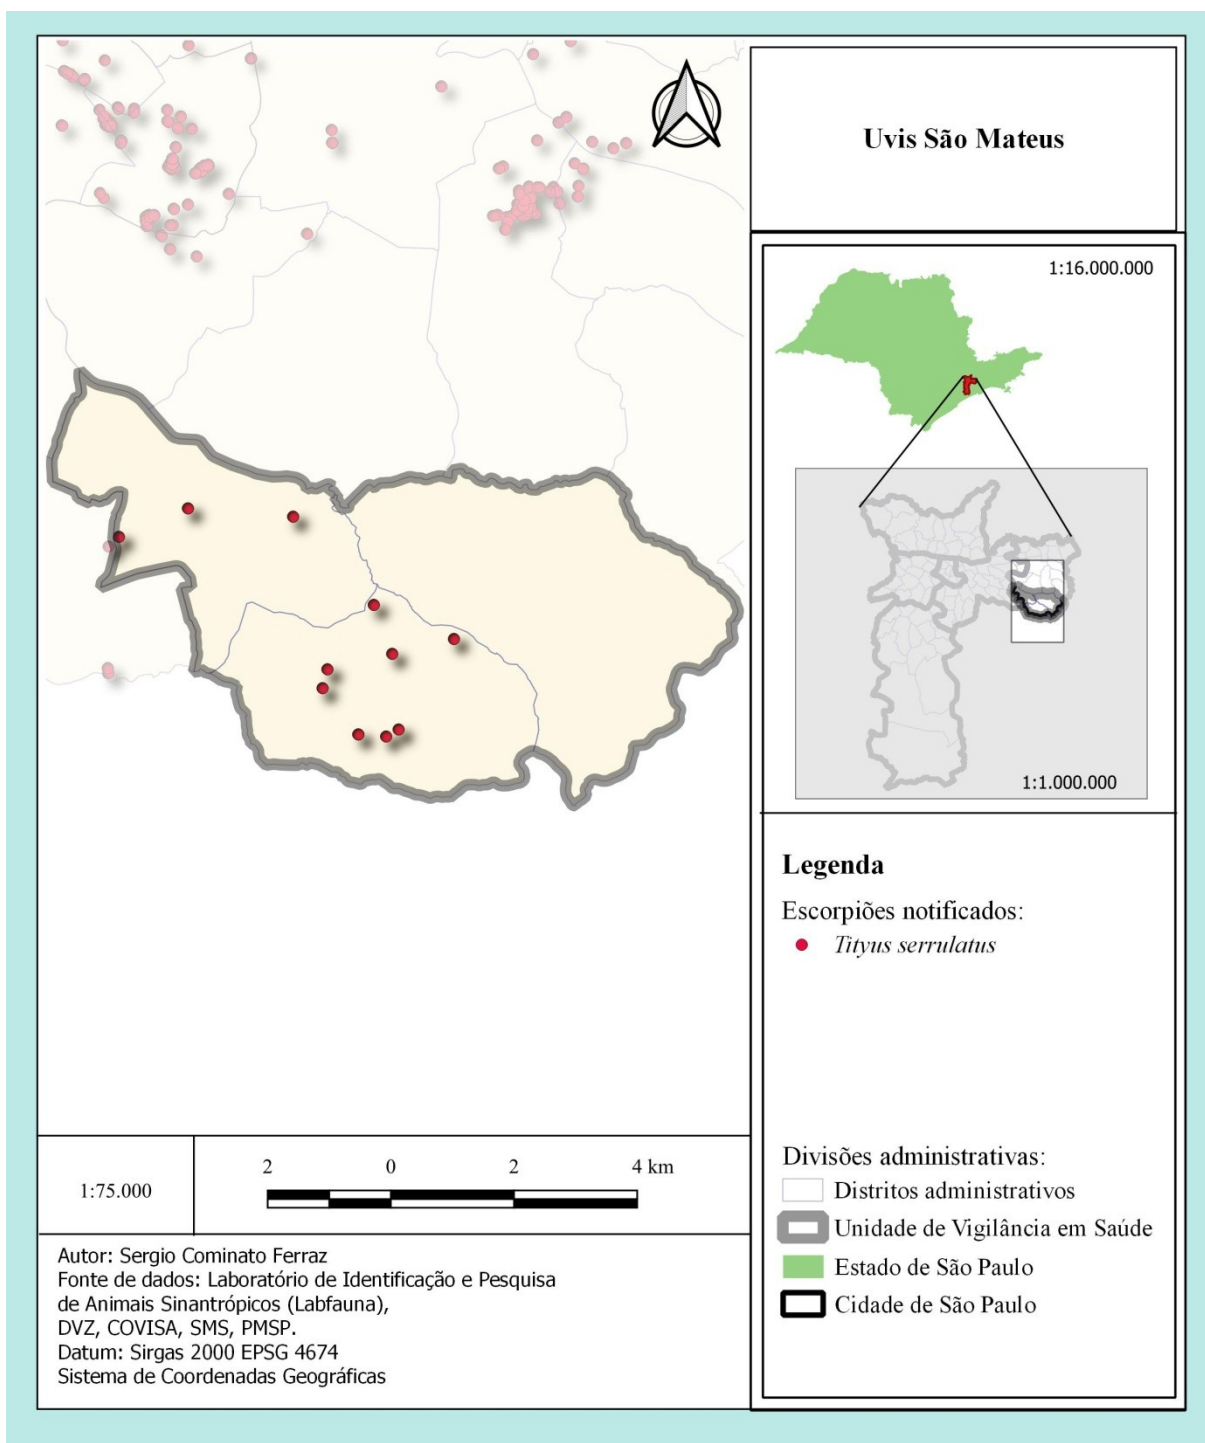 Uvis São Mateus
1:16.000.000
1:1.000.000
Legenda
Escorpiões notificados:
Tityus serrulatus
Divisões administrativas:
Distritos administrativos
Unidade de Vigilância em Saúde
Estado de São Paulo
Cidade de São Paulo
1:75.000
2 0 2 4 km
Autor: Sergio Cominato Ferraz
Fonte de dados: Laboratório de Identificação e Pesquisa
de Animais Sinantrópicos (Labfauna),
DVZ, COVISA, SMS, PMSP.
Datum: Sirgas 2000 EPSG 4674
Sistema de Coordenadas Geográficas